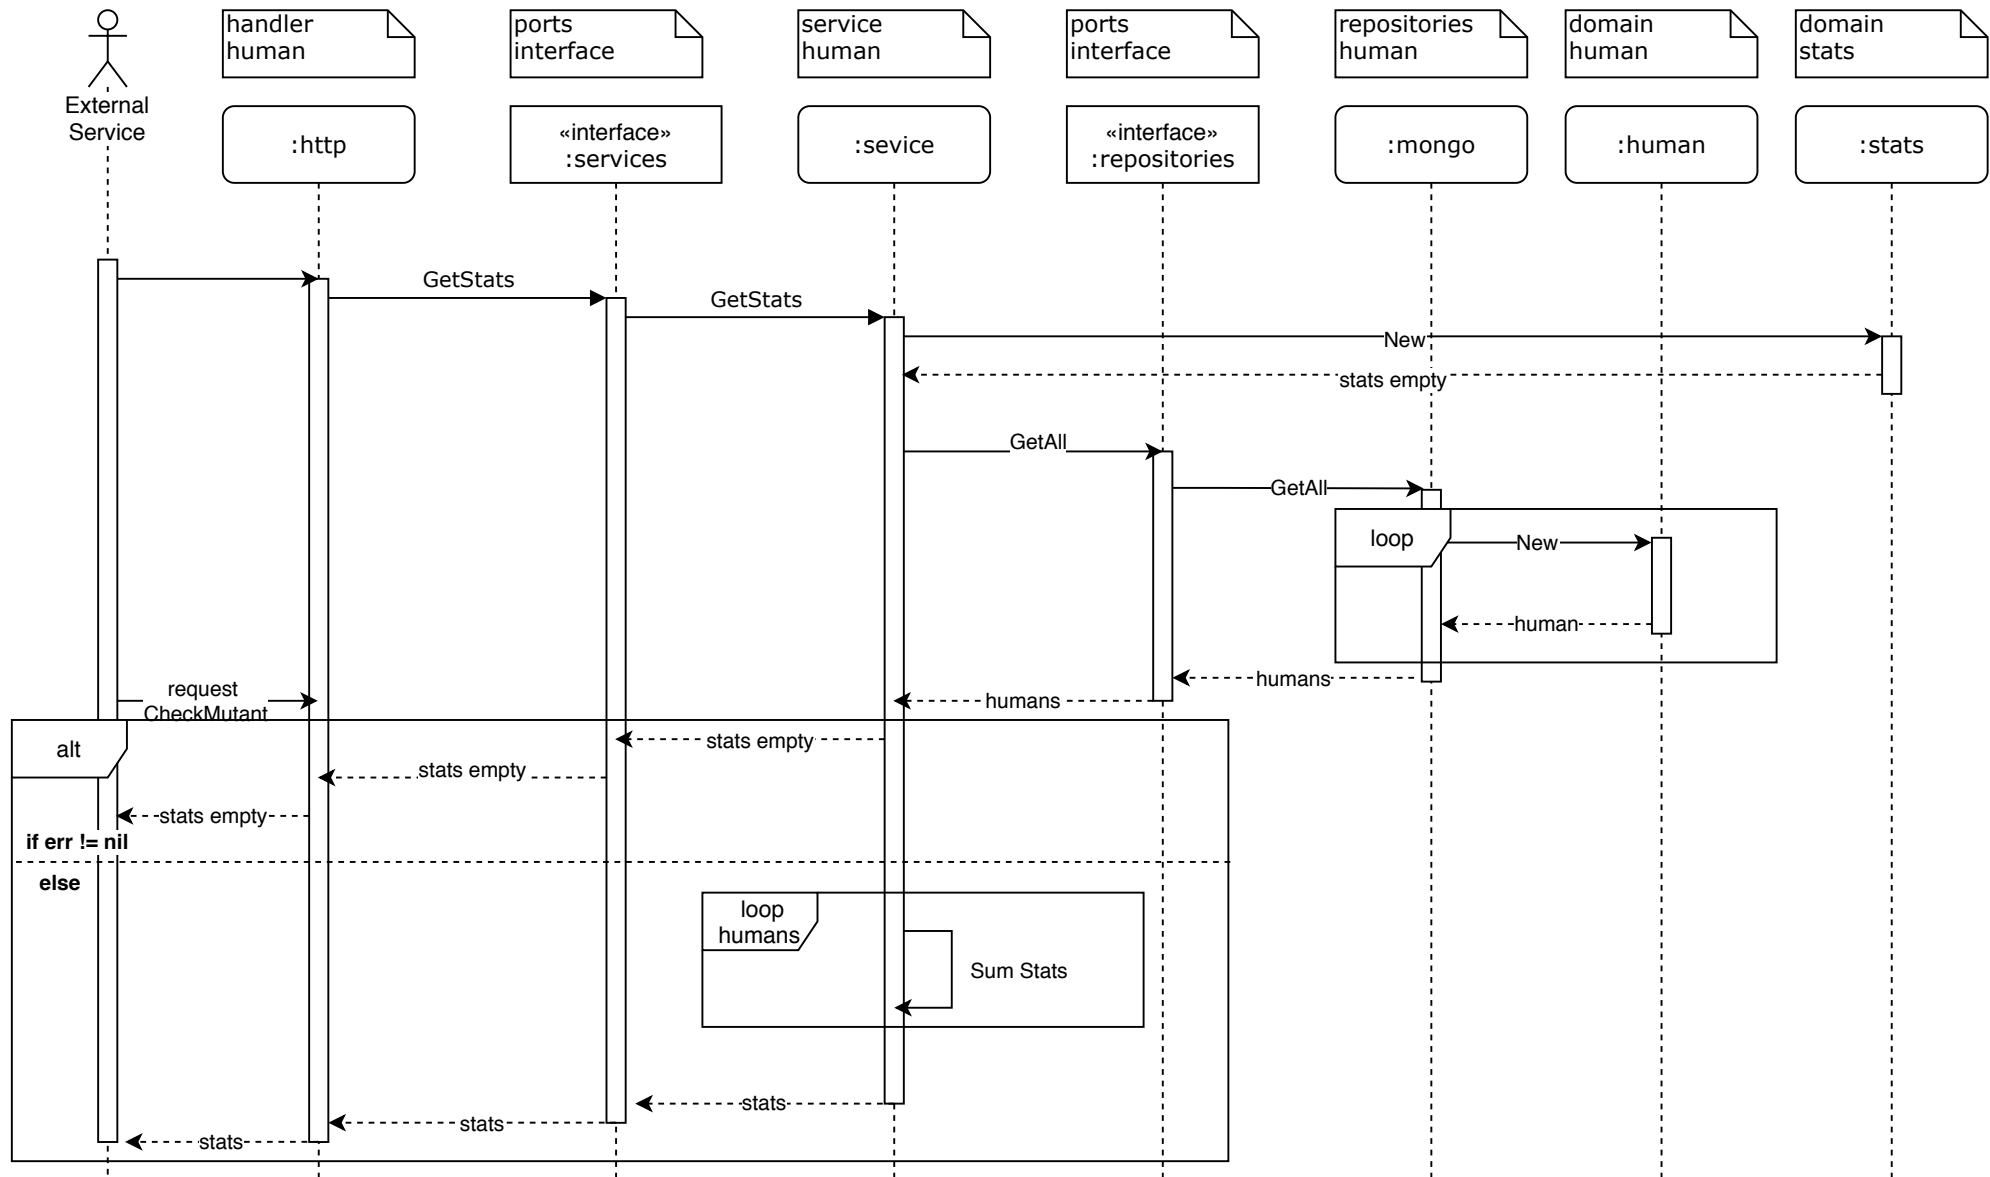 handler
human
ports
interface
service
human
ports
interface
repositories
human
domain
human
domain
stats
External
Service
:http
«interface»
:services
:sevice
«interface»
:repositories
:mongo
:human
:stats
GetStats
GetStats
New
stats empty
GetAll
GetAll
loop
New
human
humans
request
CheckMutant
humans
alt
stats empty
stats empty
stats empty
if err != nil
else
loop
humans
Sum Stats
stats
stats
stats